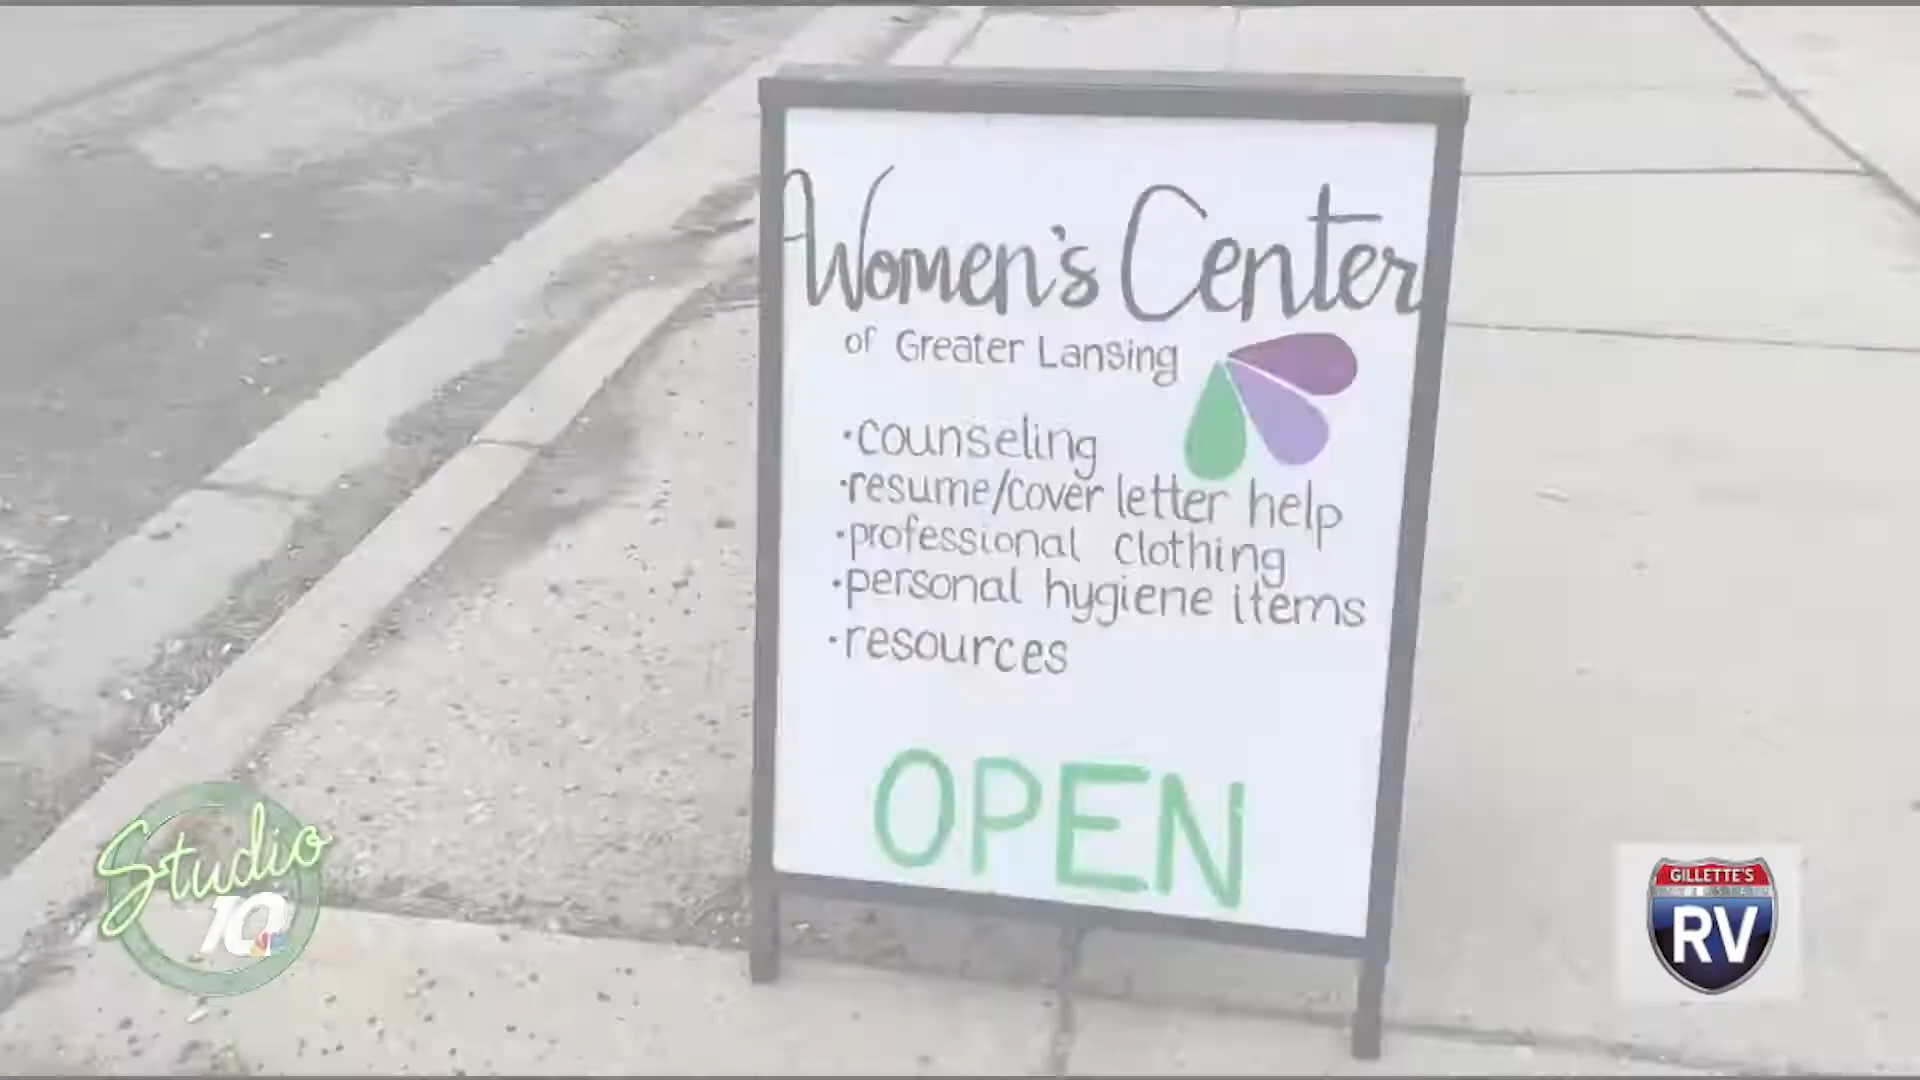 Women's Center
of Greater Lansing
·counseling
·resume/cover letter help
·professional clothing
·personal hygiene items
·resources
OPEN
Studio
10
GILLETTE'S
INTERSTATE
RV